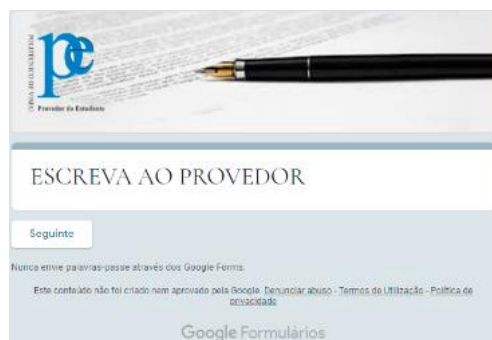 pe
Provedor do Estudante
ESCREVA AO PROVEDOR
Seguinte
Nunca envie palavras-passe através dos Google Forms.
Este conteúdo não foi criado nem aprovado pela Google. Denunciar abuso - Termos de Utilização - Política de
privacidade
Google Formulários